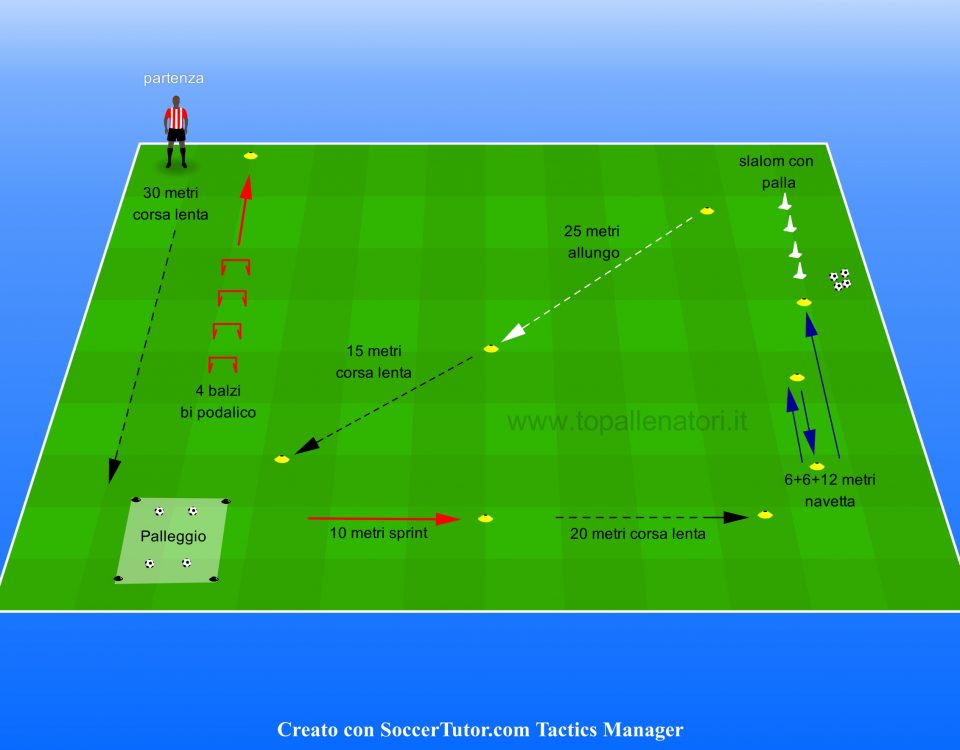 partenza
30 metri
corsa lenta
slalom con
palla
25 metri
allungo
15 metri
corsa lenta
4 balzi
bi podalico
www.topallenatori.it
6+6+12 metri
navetta
Palleggio
10 metri sprint
20 metri corsa lenta
Creato con SoccerTutor.com Tactics Manager